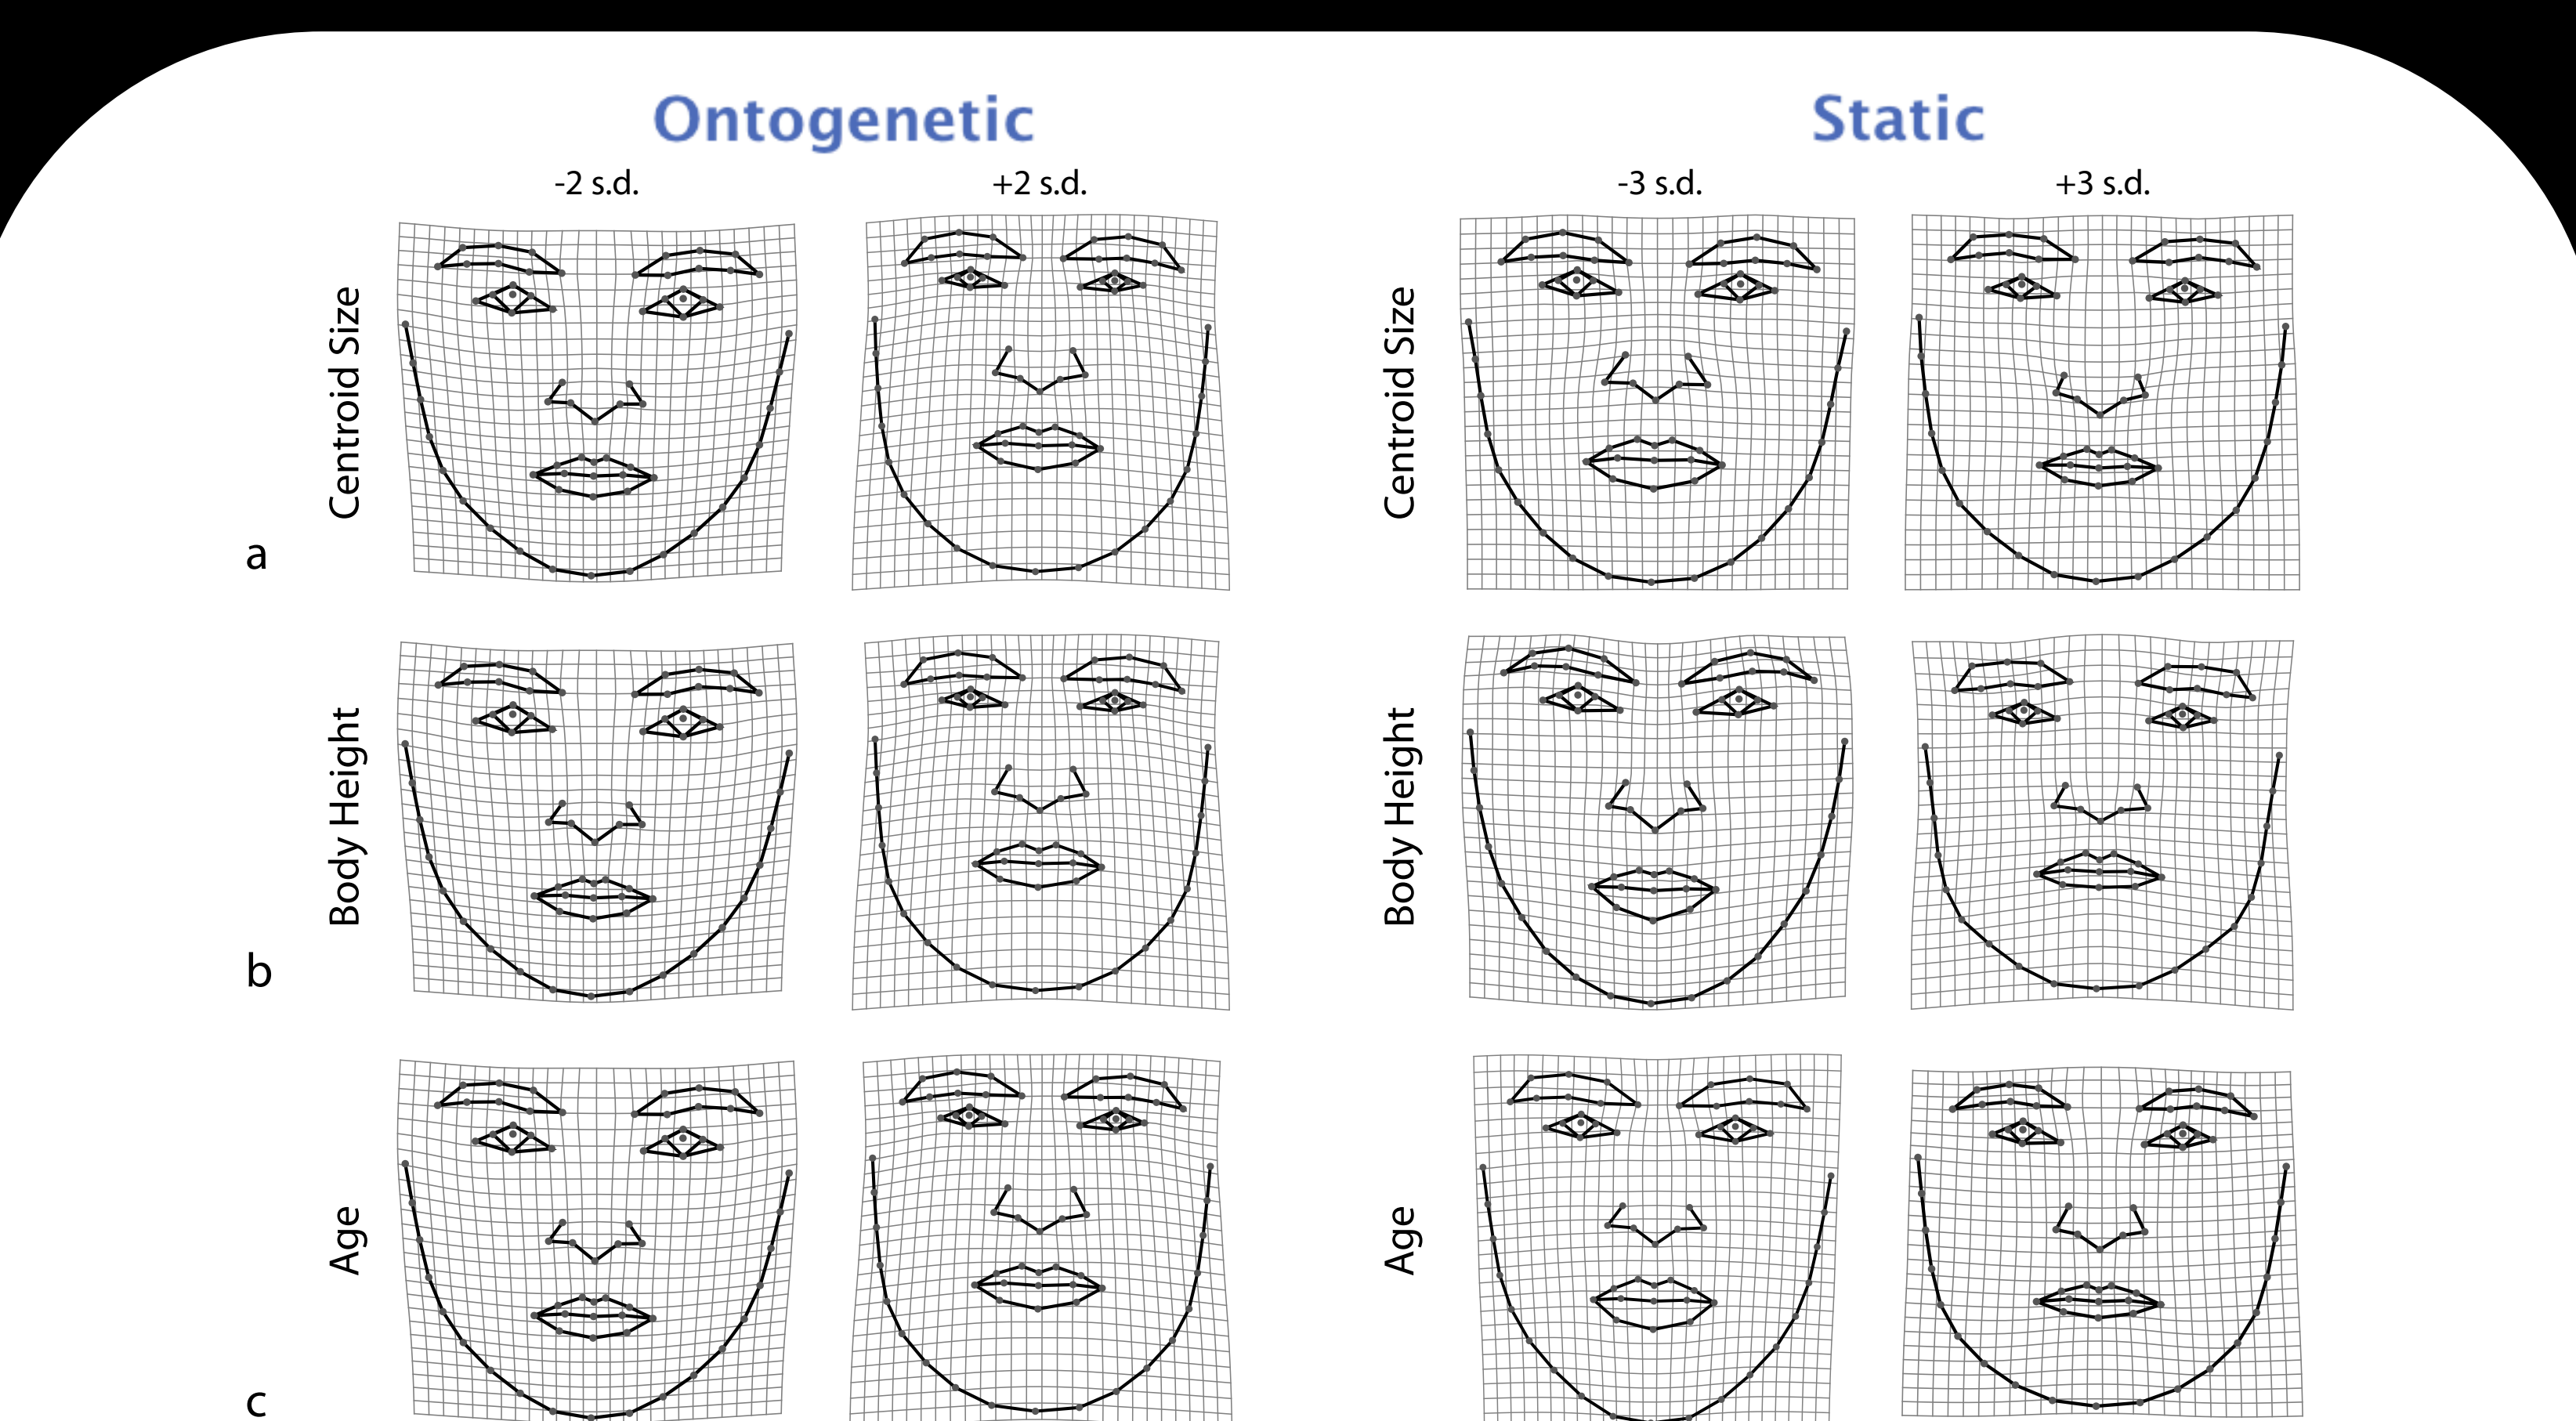 Ontogenetic Static
-2 s.d. +2 s.d. -3 s.d. +3 s.d.
Centroid Size Centroid Size
a
Body Height Body Height
b
Age Age
c